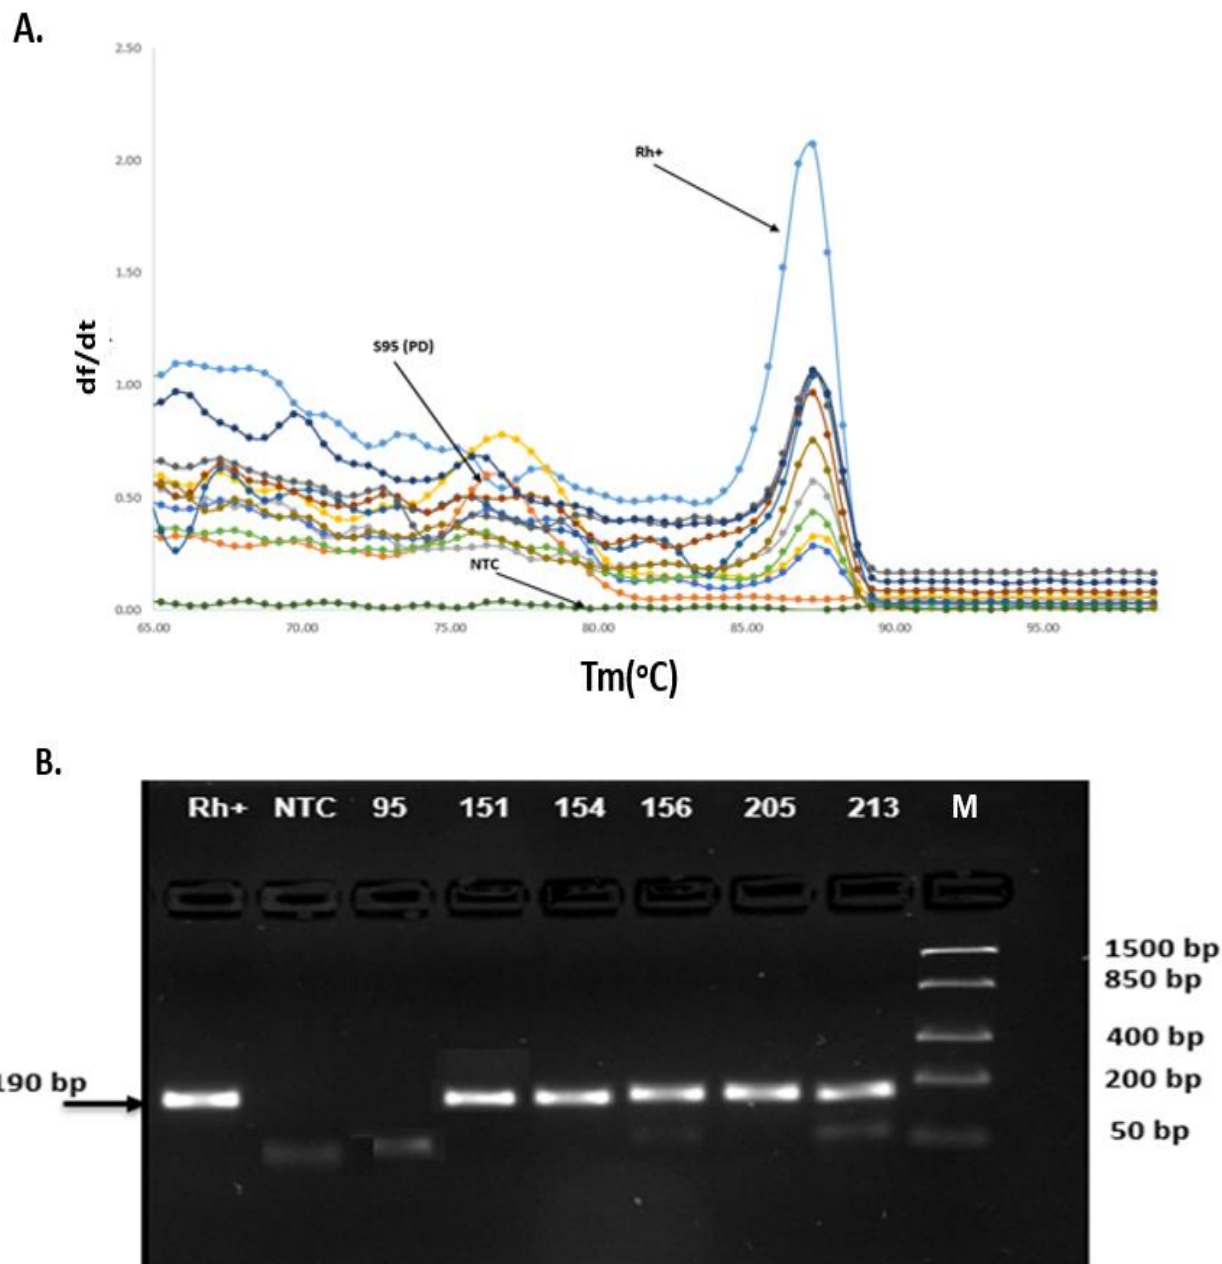 A.
2.50
2.00
1.50
1.00
0.50
0.00
df/dt
Rh+
S95 (PD)
NTC
65.00 70.00 75.00 80.00 85.00 90.00 95.00
Tm(°C)
B.
Rh+ NTC 95 151 154 156 205 213 M
1500 bp
850 bp
400 bp
190 bp
200 bp
50 bp